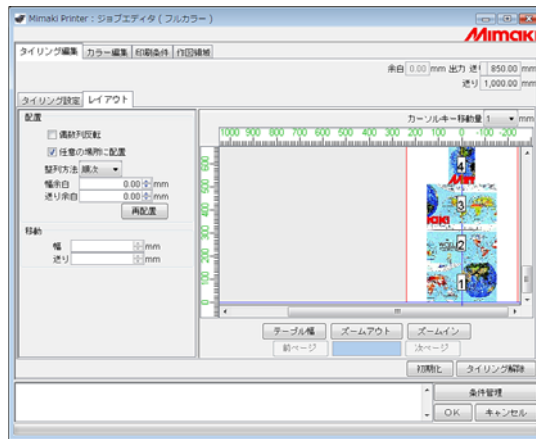 Mimaki Printer : ジョブエディタ ( フルカラー )
Mimaki
タイリング編集 カラー編集 印刷条件 作図領域
余白 0.00 mm 出力 送り 850.00 mm
送り 1,000.00 mm
タイリング設定 レイアウト
配置
カーソルキー移動量 1 mm
偶数列反転
任意の場所に配置
整列方法 順次
幅余白 0.00 mm
送り余白 0.00 mm
再配置
移動
幅 mm
送り mm
1000 900 800 700 600 500 400 300 200 100 0 -100 -200
600
500
400
300
200
100
0
4
3
2
1
テーブル幅 ズームアウト ズームイン
前ページ 次ページ
初期化 タイリング解除
条件管理
OK キャンセル